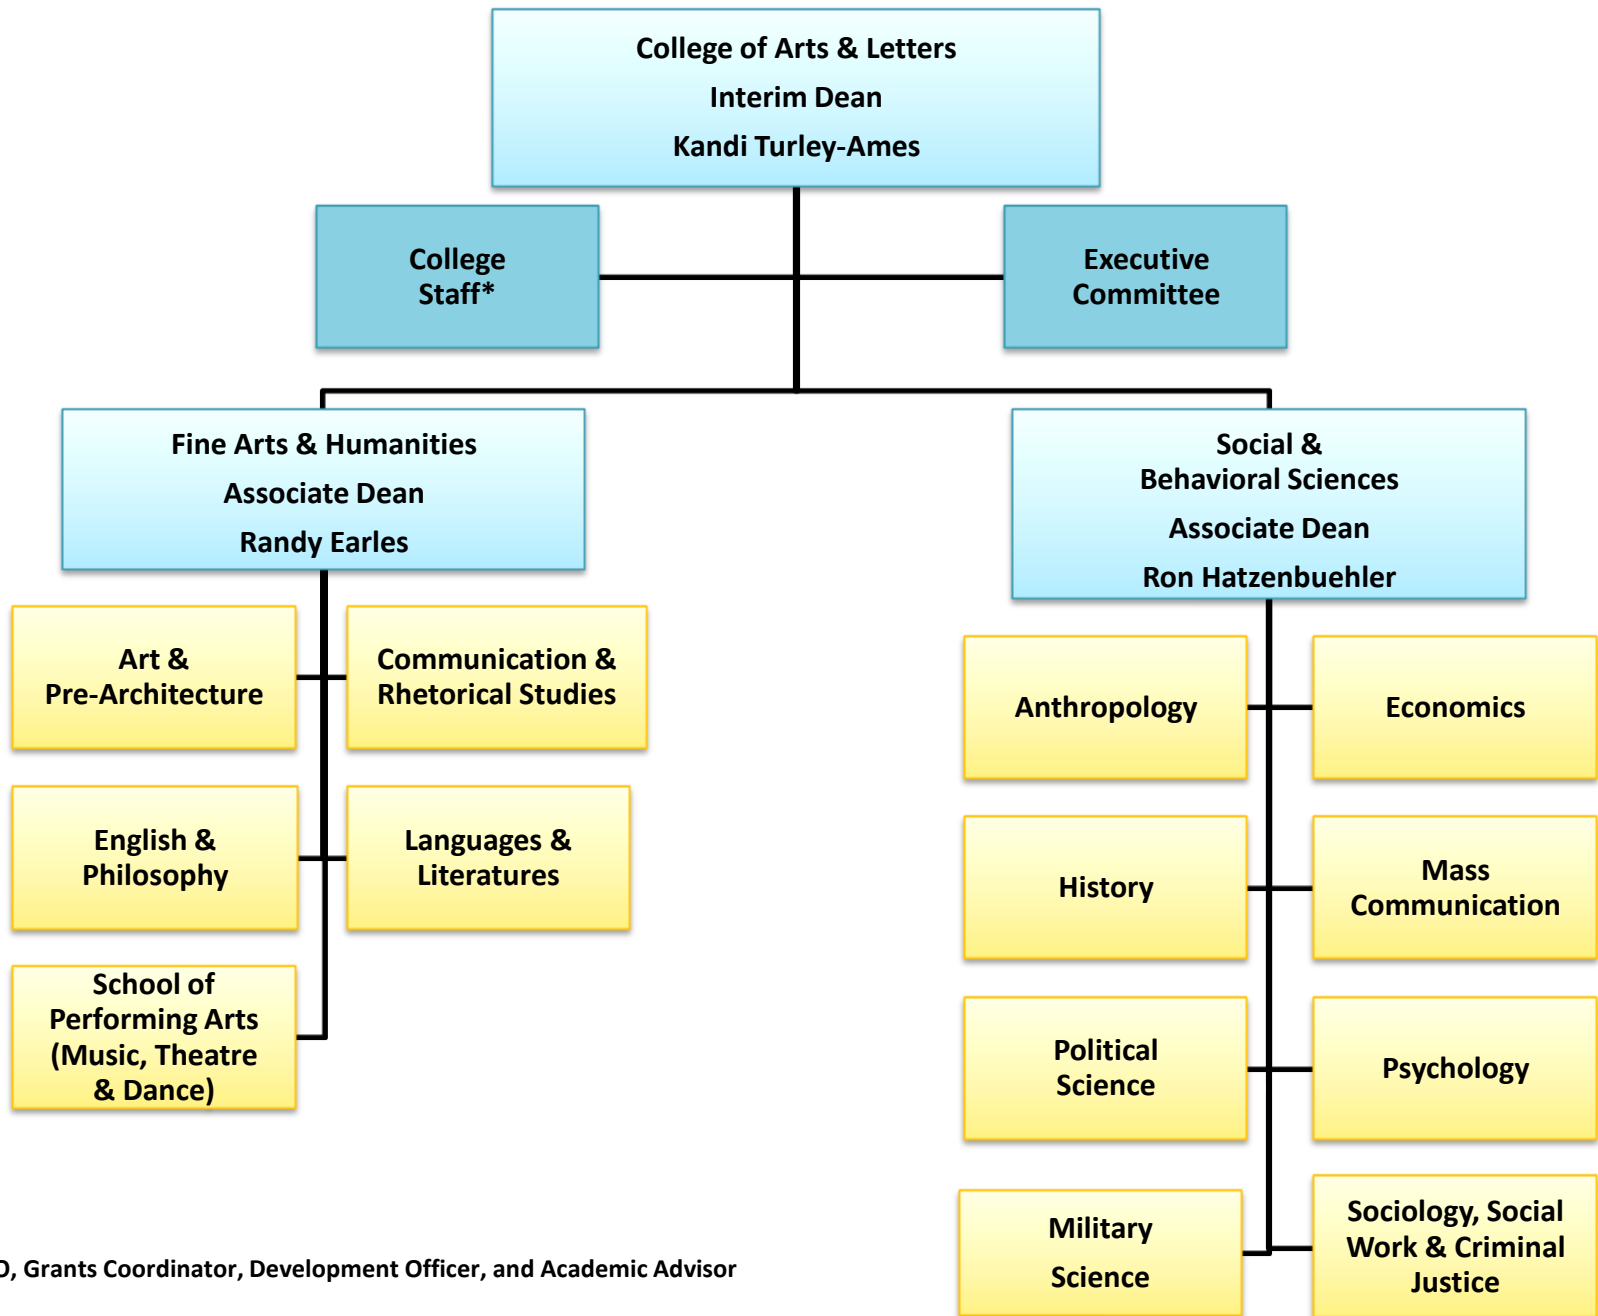 College of Arts & Letters
Interim Dean
Kandi Turley-Ames
College
Staff*
Executive
Committee
Fine Arts & Humanities
Associate Dean
Randy Earles
Social &
Behavioral Sciences
Associate Dean
Ron Hatzenbuehler
Art &
Pre-Architecture
Communication &
Rhetorical Studies
English &
Philosophy
Languages &
Literatures
School of
Performing Arts
(Music, Theatre
& Dance)
Anthropology
Economics
History
Mass
Communication
Political
Science
Psychology
Military
Science
Sociology, Social
Work & Criminal
Justice
Grants Coordinator, Development Officer, and Academic Advisor